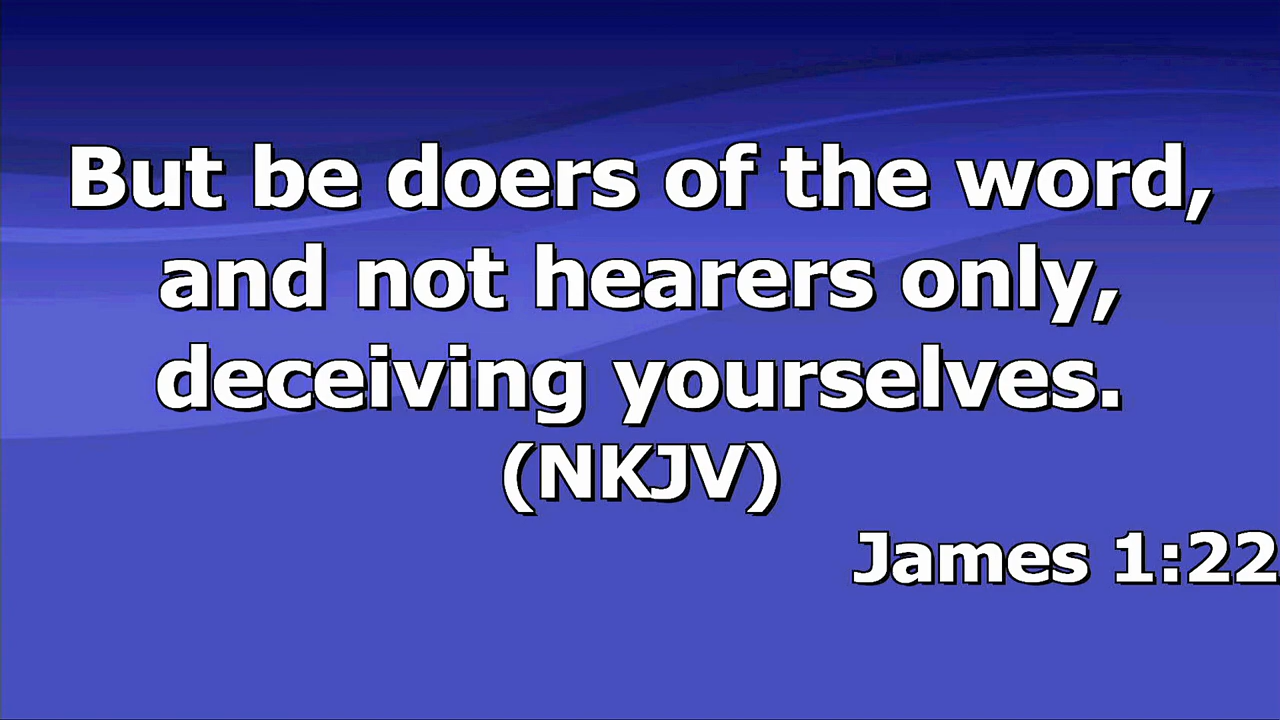 But be doers of the word,
and not hearers only,
deceiving yourselves.
(NKJV)
James 1:22